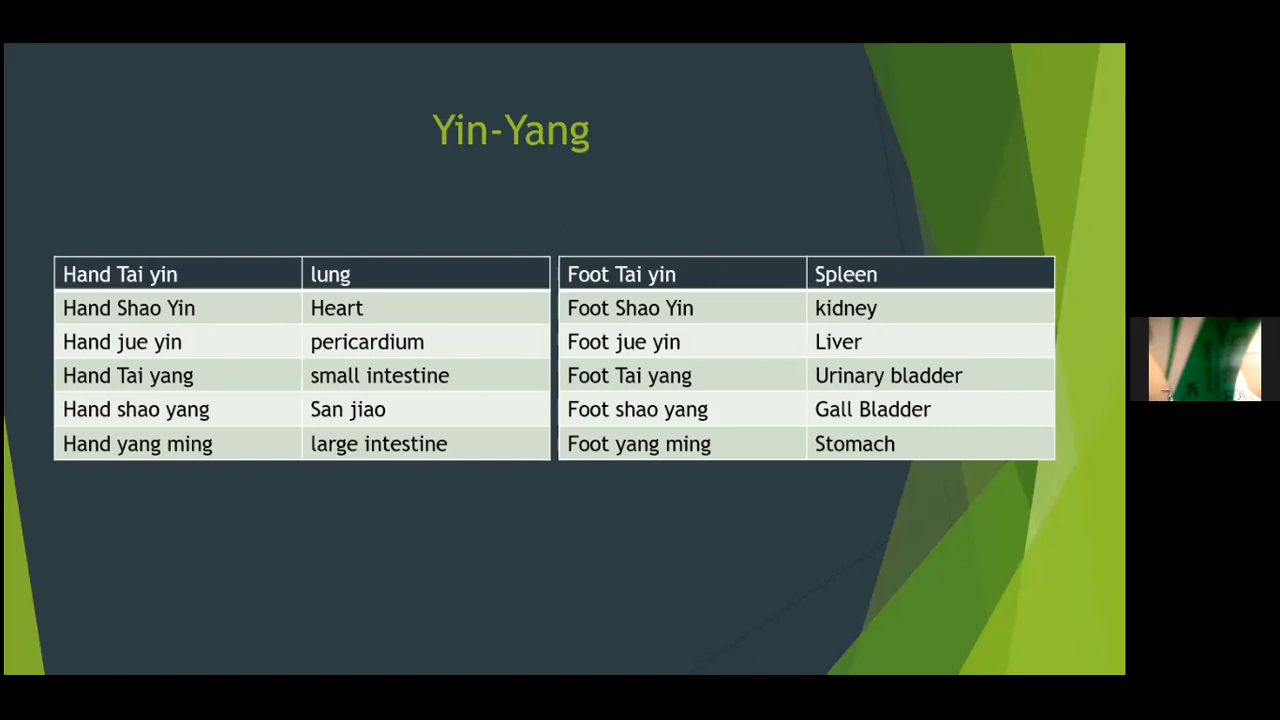 Yin-Yang
Hand Tai yin lung Foot Tai yin Spleen
Hand Shao Yin Heart Foot Shao Yin kidney
Hand jue yin pericardium Foot jue yin Liver
Hand Tai yang small intestine Foot Tai yang Urinary bladder
Hand shao yang San jiao Foot shao yang Gall Bladder
Hand yang ming large intestine Foot yang ming Stomach